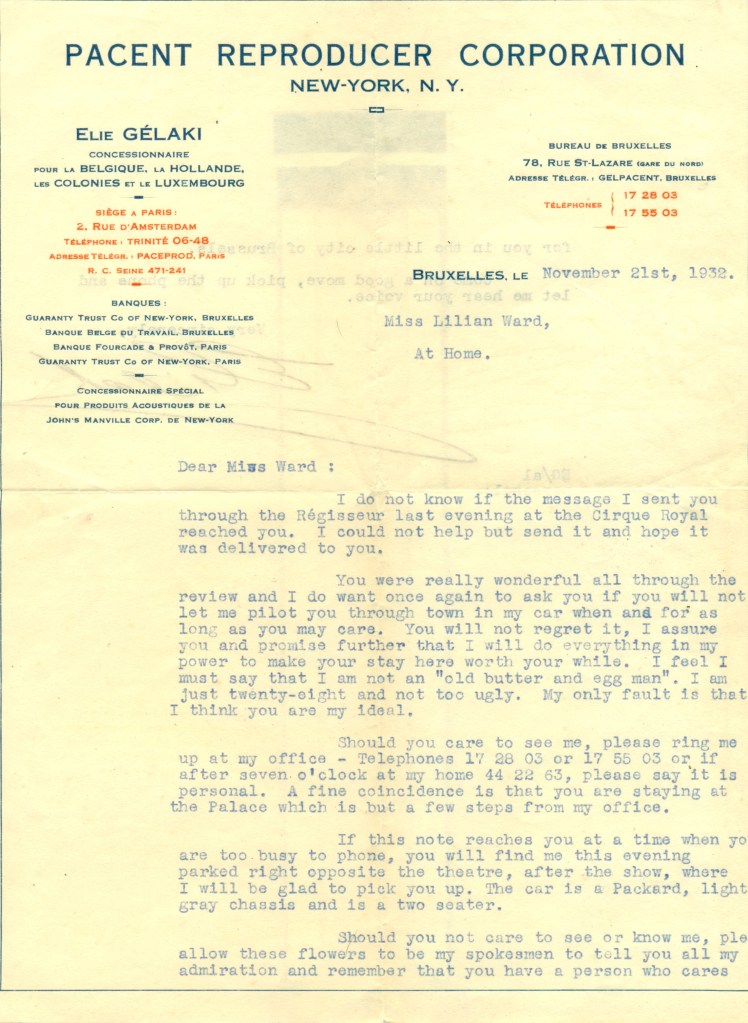 PACENT REPRODUCER CORPORATION
NEW-YORK, N. Y.
ELIE GÉLAKI
CONCESSIONNAIRE
POUR LA BELGIQUE, LA HOLLANDE,
LES COLONIES ET LE LUXEMBOURG
SIÈGE A PARIS :
2, RUE D'AMSTERDAM
TÉLÉPHONE : TRINITÉ 06-48
ADRESSE TÉLÉGR. : PACEPROD, PARIS
R. C. SEINE 471-241
BANQUES :
GUARANTY TRUST CO OF NEW-YORK, BRUXELLES
BANQUE BELGE DU TRAVAIL, BRUXELLES
BANQUE FOURCADE & PROVÔT, PARIS
GUARANTY TRUST CO OF NEW-YORK, PARIS
CONCESSIONNAIRE SPÉCIAL
POUR PRODUITS ACOUSTIQUES DE LA
JOHN'S MANVILLE CORP. DE NEW-YORK
BUREAU DE BRUXELLES
78, RUE ST-LAZARE (GARE DU NORD)
ADRESSE TÉLÉGR. : GELPACENT, BRUXELLES
TÉLÉPHONES { 17 28 03
17 55 03
BRUXELLES, LE November 21st, 1932.
Miss Lilian Ward,
At Home.
Dear Miss Ward :
I do not know if the message I sent you
through the Régisseur last evening at the Cirque Royal
reached you. I could not help but send it and hope it
was delivered to you.
You were really wonderful all through the
review and I do want once again to ask you if you will not
let me pilot you through town in my car when and for as
long as you may care. You will not regret it, I assure
you and promise further that I will do everything in my
power to make your stay here worth your while. I feel I
must say that I am not an "old butter and egg man". I am
just twenty-eight and not too ugly. My only fault is that
I think you are my ideal.
Should you care to see me, please ring me
up at my office - Telephones 17 28 03 or 17 55 03 or if
after seven o'clock at my home 44 22 63, please say it is
personal. A fine coincidence is that you are staying at
the Palace which is but a few steps from my office.
If this note reaches you at a time when yo
are too busy to phone, you will find me this evening
parked right opposite the theatre, after the show, where
I will be glad to pick you up. The car is a Packard, light
gray chassis and is a two seater.
Should you not care to see or know me, ple
allow these flowers to be my spokesmen to tell you all my
admiration and remember that you have a person who cares